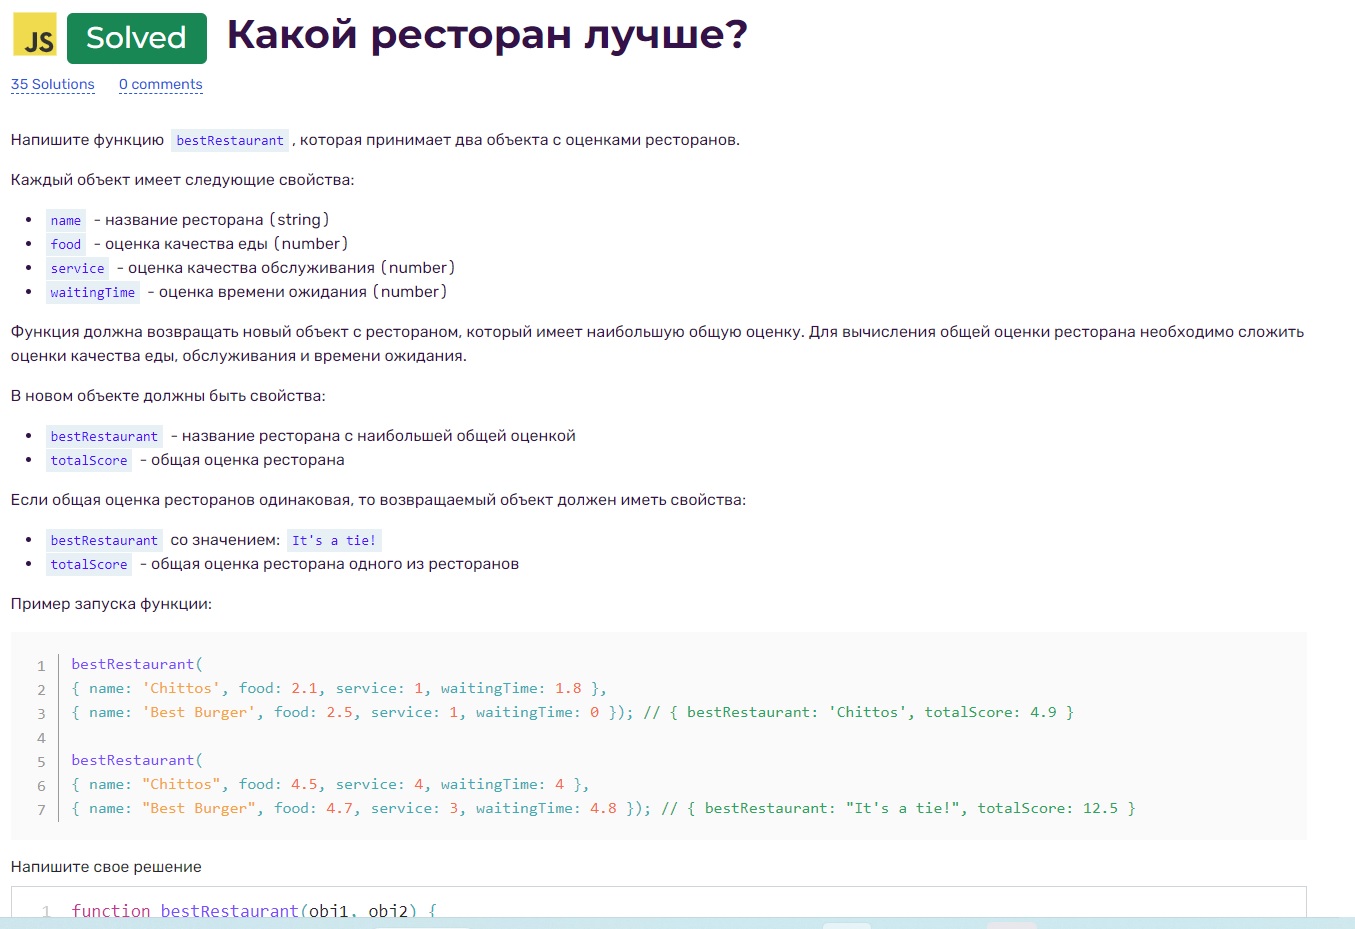 JS Solved Какой ресторан лучше?
35 Solutions 0 comments
Напишите функцию bestRestaurant , которая принимает два объекта с оценками ресторанов.
Каждый объект имеет следующие свойства:
• name - название ресторана (string)
• food - оценка качества еды (number)
• service - оценка качества обслуживания (number)
• waitingTime - оценка времени ожидания (number)
Функция должна возвращать новый объект с рестораном, который имеет наибольшую общую оценку. Для вычисления общей оценки ресторана необходимо сложить
оценки качества еды, обслуживания и времени ожидания.
В новом объекте должны быть свойства:
• bestRestaurant - название ресторана с наибольшей общей оценкой
• totalScore - общая оценка ресторана
Если общая оценка ресторанов одинаковая, то возвращаемый объект должен иметь свойства:
• bestRestaurant со значением: It's a tie!
• totalScore - общая оценка ресторана одного из ресторанов
Пример запуска функции:
1 bestRestaurant(
2 { name: 'Chittos', food: 2.1, service: 1, waitingTime: 1.8 },
3 { name: 'Best Burger', food: 2.5, service: 1, waitingTime: 0 }); // { bestRestaurant: 'Chittos', totalScore: 4.9 }
4
5 bestRestaurant(
6 { name: "Chittos", food: 4.5, service: 4, waitingTime: 4 },
7 { name: "Best Burger", food: 4.7, service: 3, waitingTime: 4.8 }); // { bestRestaurant: "It's a tie!", totalScore: 12.5 }
Напишите свое решение
1 function bestRestaurant(obj1, obj2) {